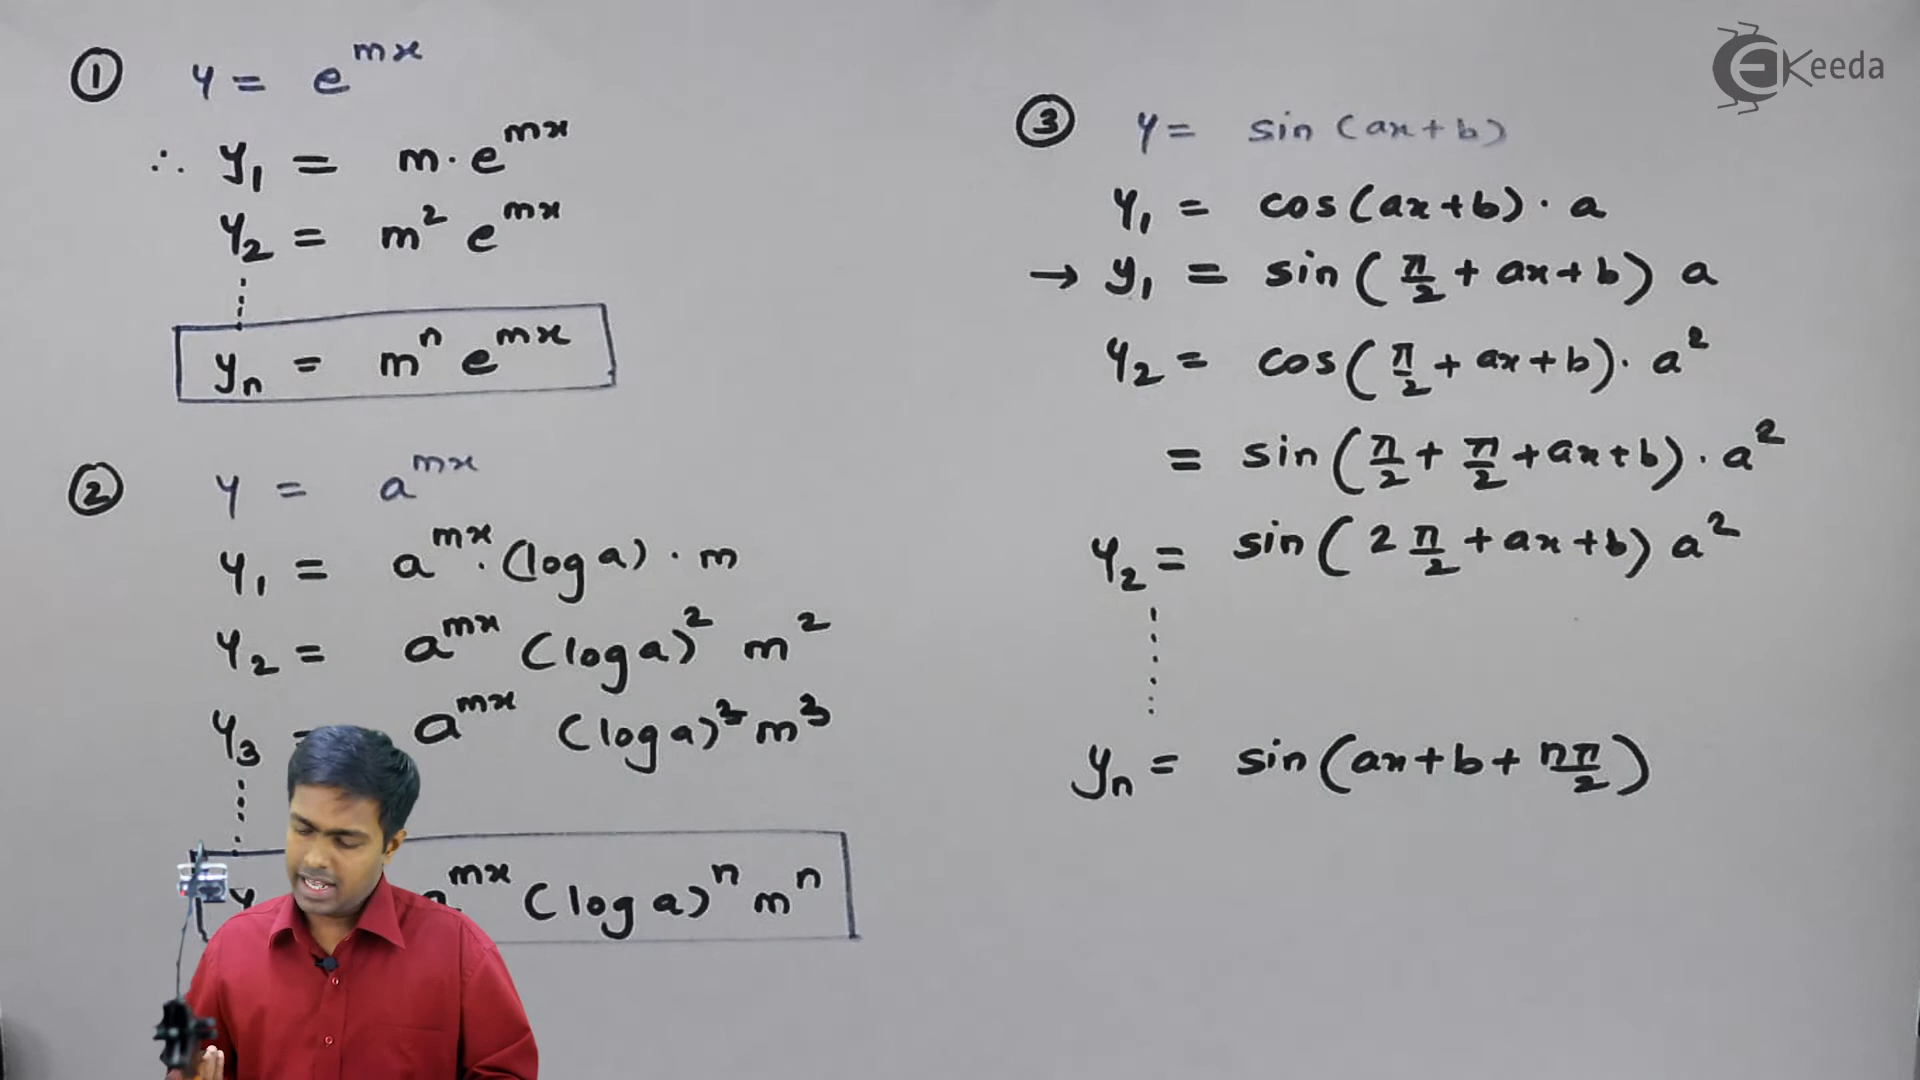 ① y = e^{mx}
∴ y₁ = m · e^{mx}
y₂ = m² e^{mx}
yₙ = mⁿ e^{mx}
② y = a^{mx}
y₁ = a^{mx} · (log a) · m
y₂ = a^{mx} (log a)² m²
y₃ = a^{mx} (log a)³ m³
y a^{mx} (log a)ⁿ mⁿ
EKeeda
③ y = sin (ax + b)
y₁ = cos (ax + b) · a
→ y₁ = sin (π/2 + ax + b) a
y₂ = cos (π/2 + ax + b) · a²
= sin (π/2 + π/2 + ax + b) · a²
y₂ = sin (2 π/2 + ax + b) a²
yₙ = sin (ax + b + nπ/2)